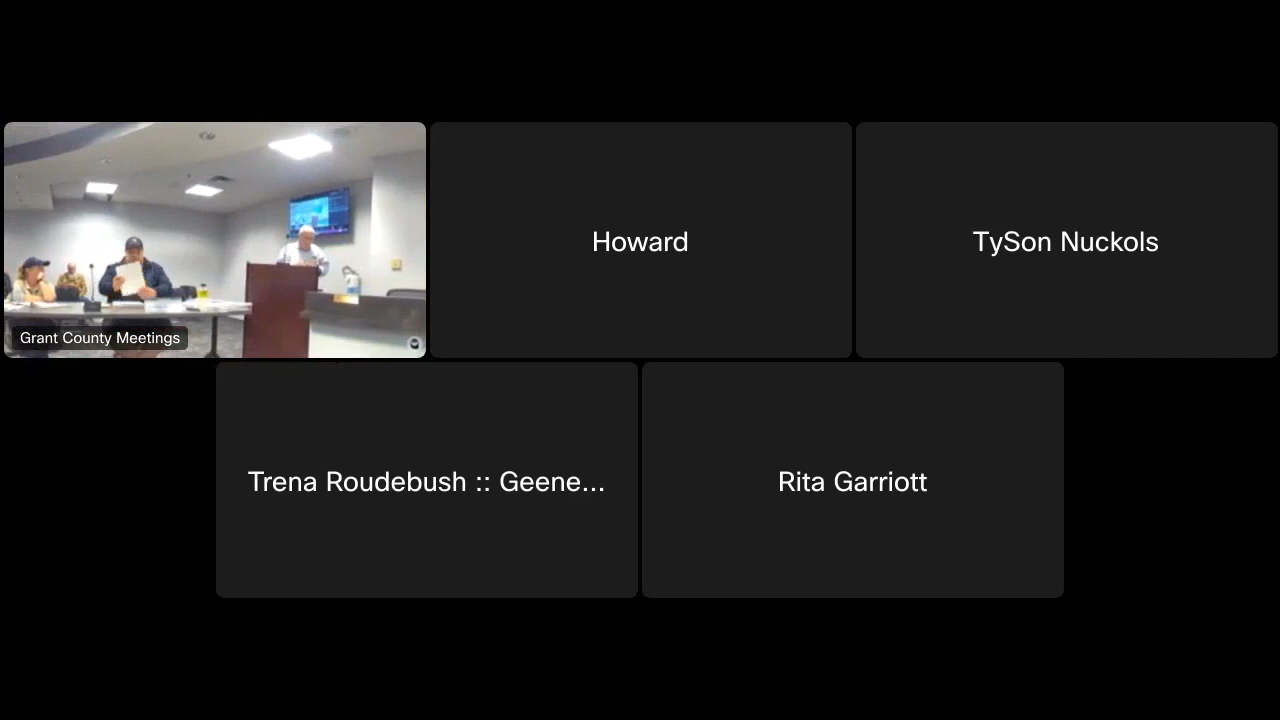 Grant County Meetings
Howard
TySon Nuckols
Trena Roudebush :: Geene...
Rita Garriott